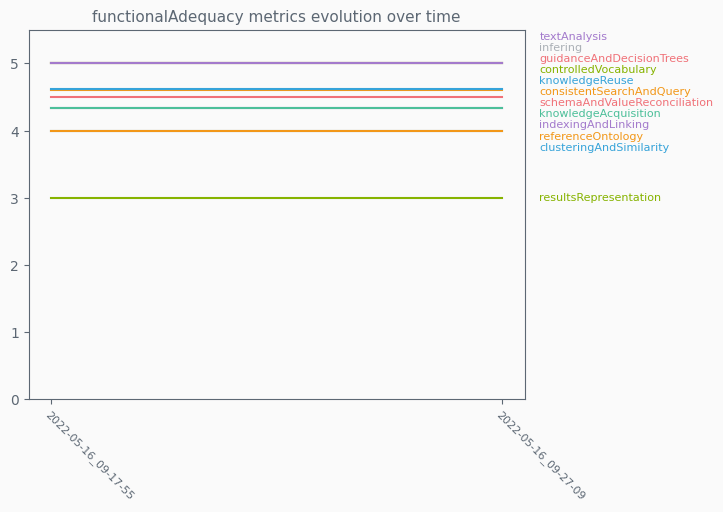 functionalAdequacy metrics evolution over time
textAnalysis
infering
guidanceAndDecisionTrees
controlledVocabulary
knowledgeReuse
consistentSearchAndQuery
schemaAndValueReconciliation
knowledgeAcquisition
indexingAndLinking
referenceOntology
clusteringAndSimilarity
resultsRepresentation
5
4
3
2
1
0
2022-05-16_09-17-55
2022-05-16_09-27-09